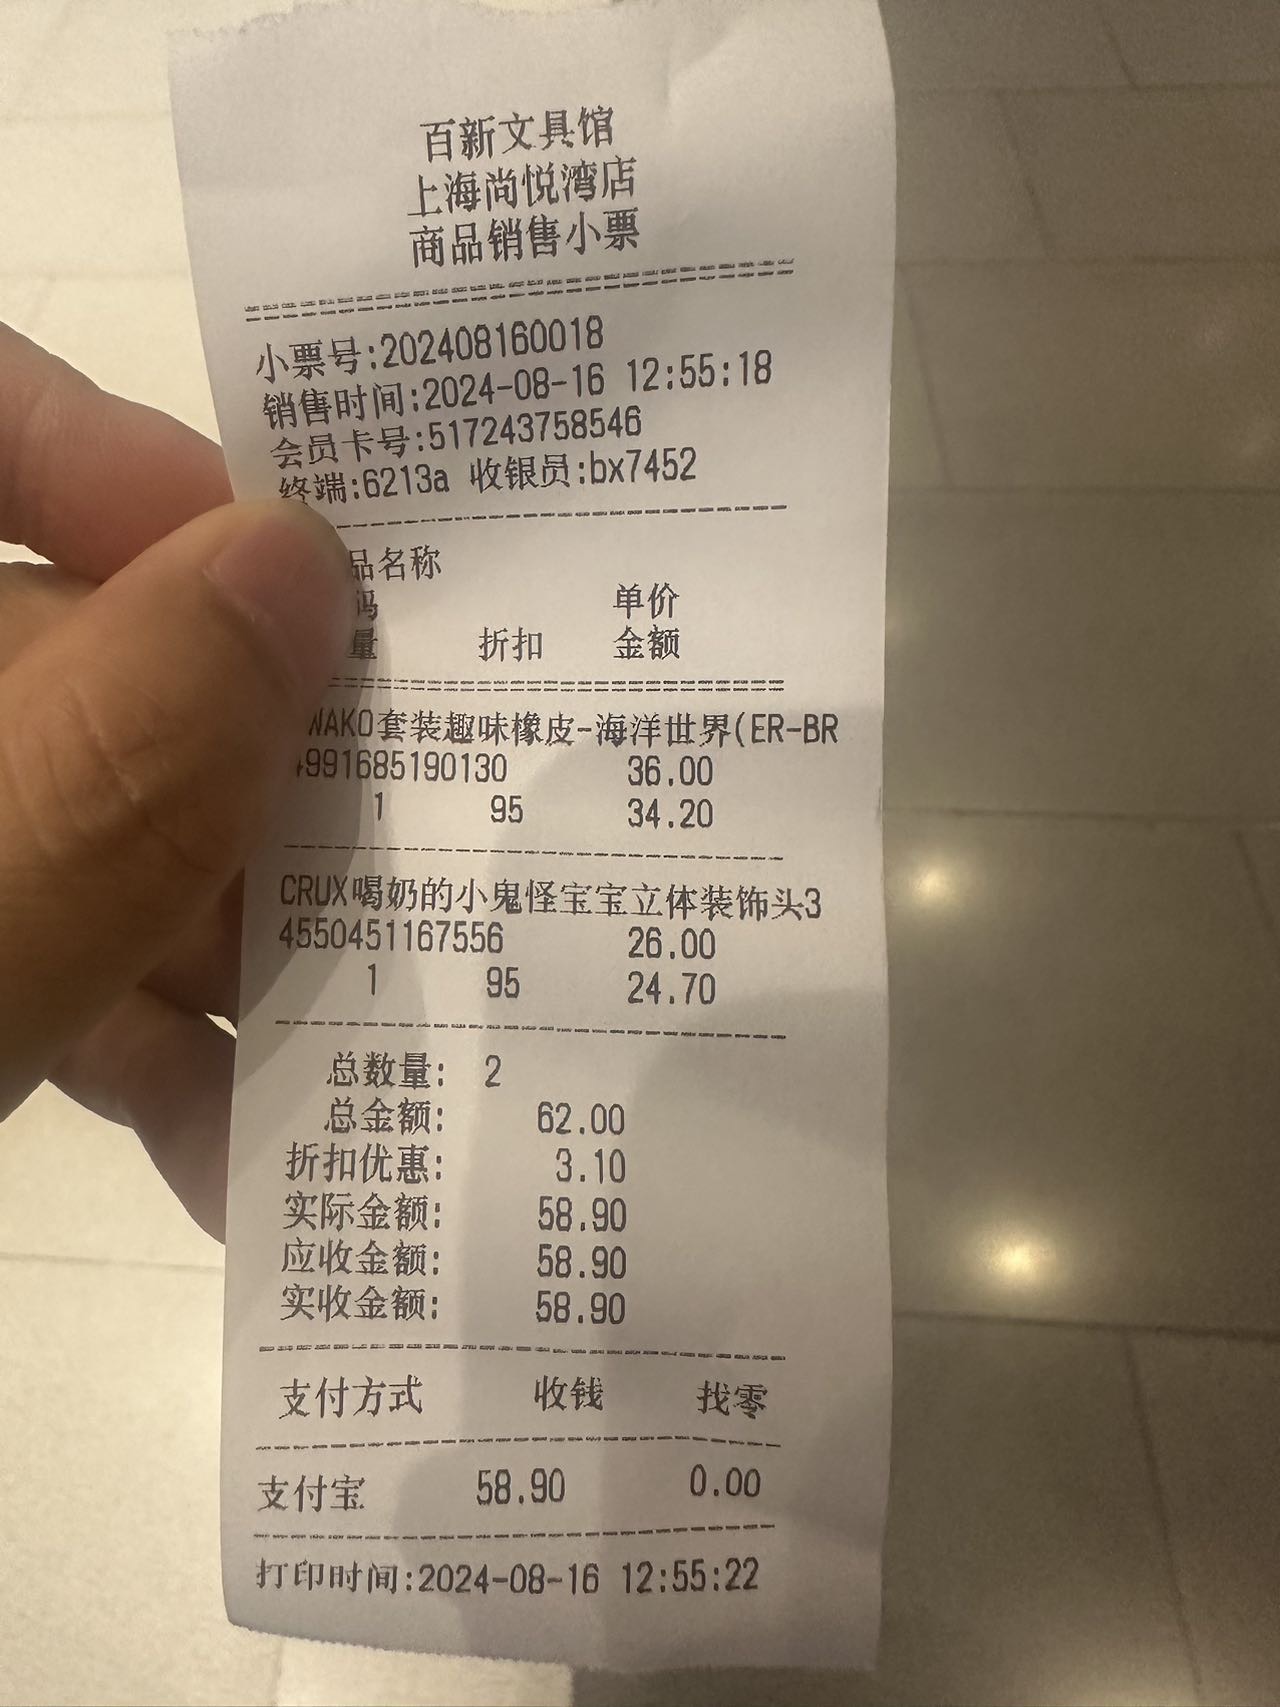 百新文具馆
上海尚悦湾店
商品销售小票
小票号:202408160018
销售时间:2024-08-16 12:55:18
会员卡号:517243758546
终端:6213a 收银员:bx7452
品名称
码 单价
量 折扣 金额
WAKO套装趣味橡皮-海洋世界(ER-BR
4991685190130 36.00
1 95 34.20
CRUX喝奶的小鬼怪宝宝立体装饰头3
4550451167556 26.00
1 95 24.70
总数量: 2
总金额: 62.00
折扣优惠: 3.10
实际金额: 58.90
应收金额: 58.90
实收金额: 58.90
支付方式 收钱 找零
支付宝 58.90 0.00
打印时间:2024-08-16 12:55:22